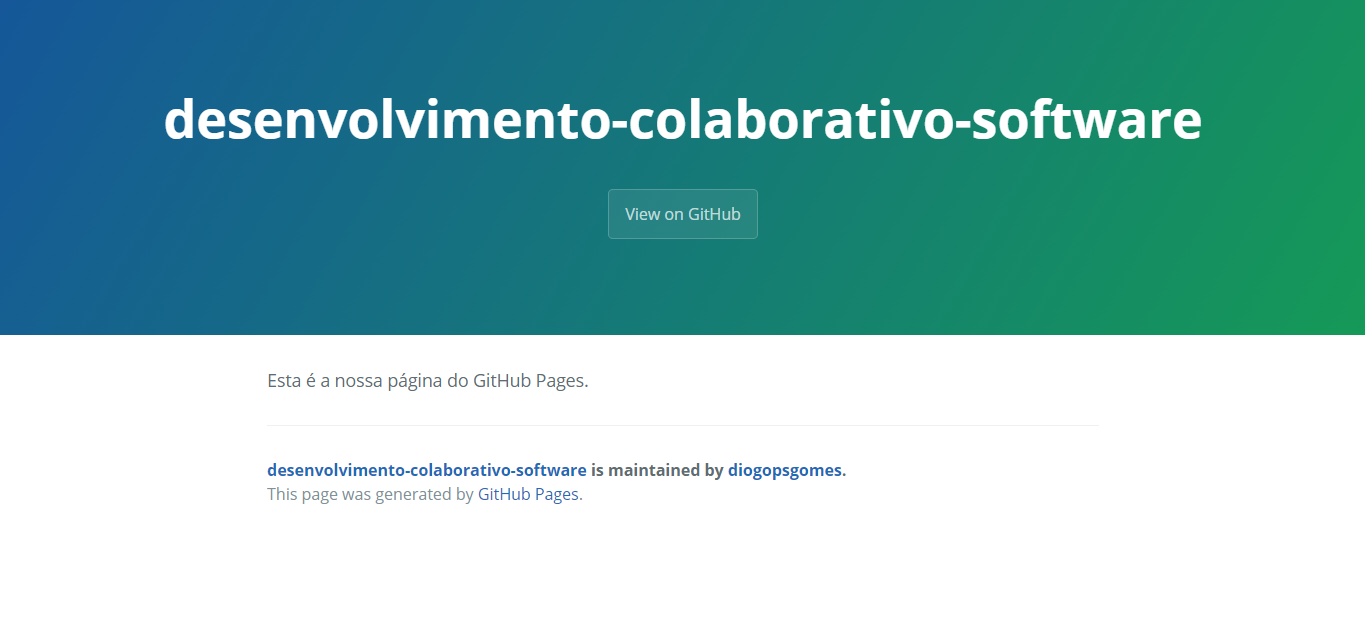 desenvolvimento-colaborativo-software
View on GitHub
Esta é a nossa página do GitHub Pages.
desenvolvimento-colaborativo-software is maintained by diogopsgomes.
This page was generated by GitHub Pages.